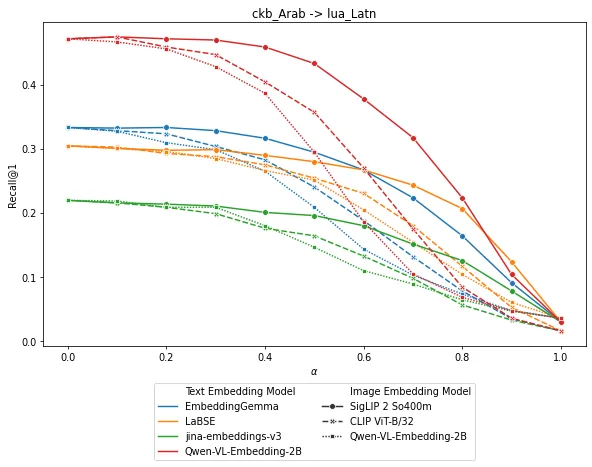 ckb_Arab -> lua_Latn
Recall@1
0.4
0.3
0.2
0.1
0.0
0.0 0.2 0.4 0.6 0.8 1.0
α
Text Embedding Model Image Embedding Model
EmbeddingGemma SigLIP 2 So400m
LaBSE CLIP ViT-B/32
jina-embeddings-v3 Qwen-VL-Embedding-2B
Qwen-VL-Embedding-2B